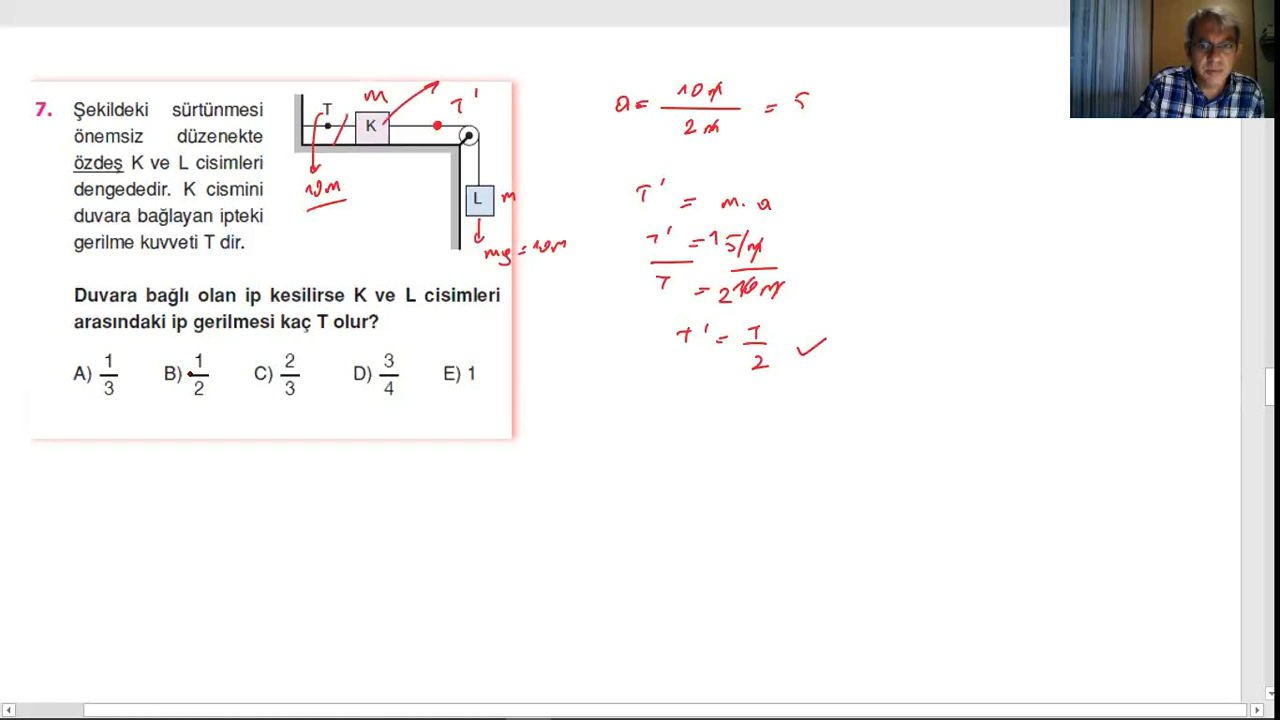 7. Şekildeki sürtünmesi
önemsiz düzenekte
özdeş K ve L cisimleri
dengededir. K cismini
duvara bağlayan ipteki
gerilme kuvveti T dir.
T
m
T'
K
10m
L
m
mg = 10m
Duvara bağlı olan ip kesilirse K ve L cisimleri
arasındaki ip gerilmesi kaç T olur?
A) 1/3 B) 1/2 C) 2/3 D) 3/4 E) 1
a = 10m/2m = 5
T' = m.a
T' = 15/m
T = 2 10m
T' = T/2